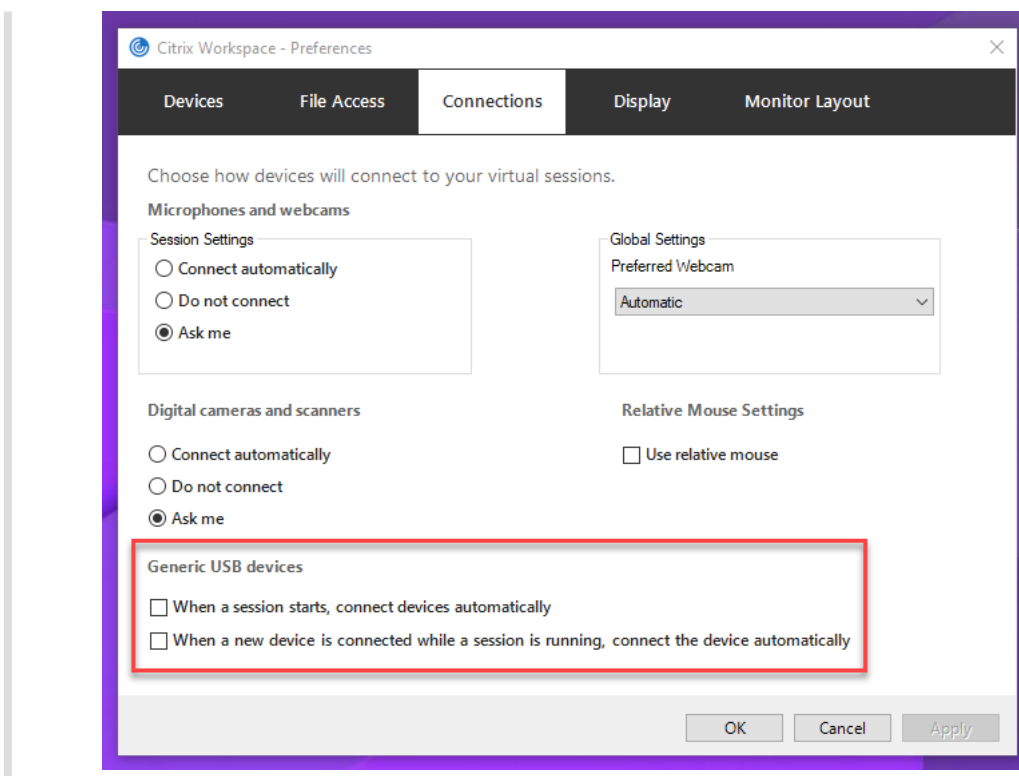 Citrix Workspace - Preferences
Devices File Access Connections Display Monitor Layout
Choose how devices will connect to your virtual sessions.
Microphones and webcams
Session Settings
Connect automatically
Do not connect
Ask me
Global Settings
Preferred Webcam
Automatic
Digital cameras and scanners
Connect automatically
Do not connect
Ask me
Relative Mouse Settings
Use relative mouse
Generic USB devices
When a session starts, connect devices automatically
When a new device is connected while a session is running, connect the device automatically
OK Cancel Apply